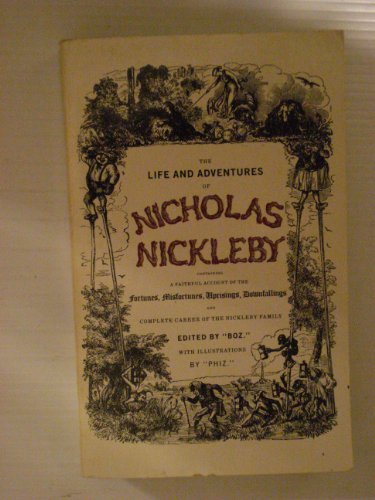 THE
LIFE AND ADVENTURES
OF
NICHOLAS
NICKLEBY
CONTAINING
A FAITHFUL ACCOUNT OF THE
Fortunes, Misfortunes, Uprisings, Downfallings
AND
COMPLETE CAREER OF THE NICKLEBY FAMILY
EDITED BY "BOZ."
WITH ILLUSTRATIONS
BY "PHIZ."